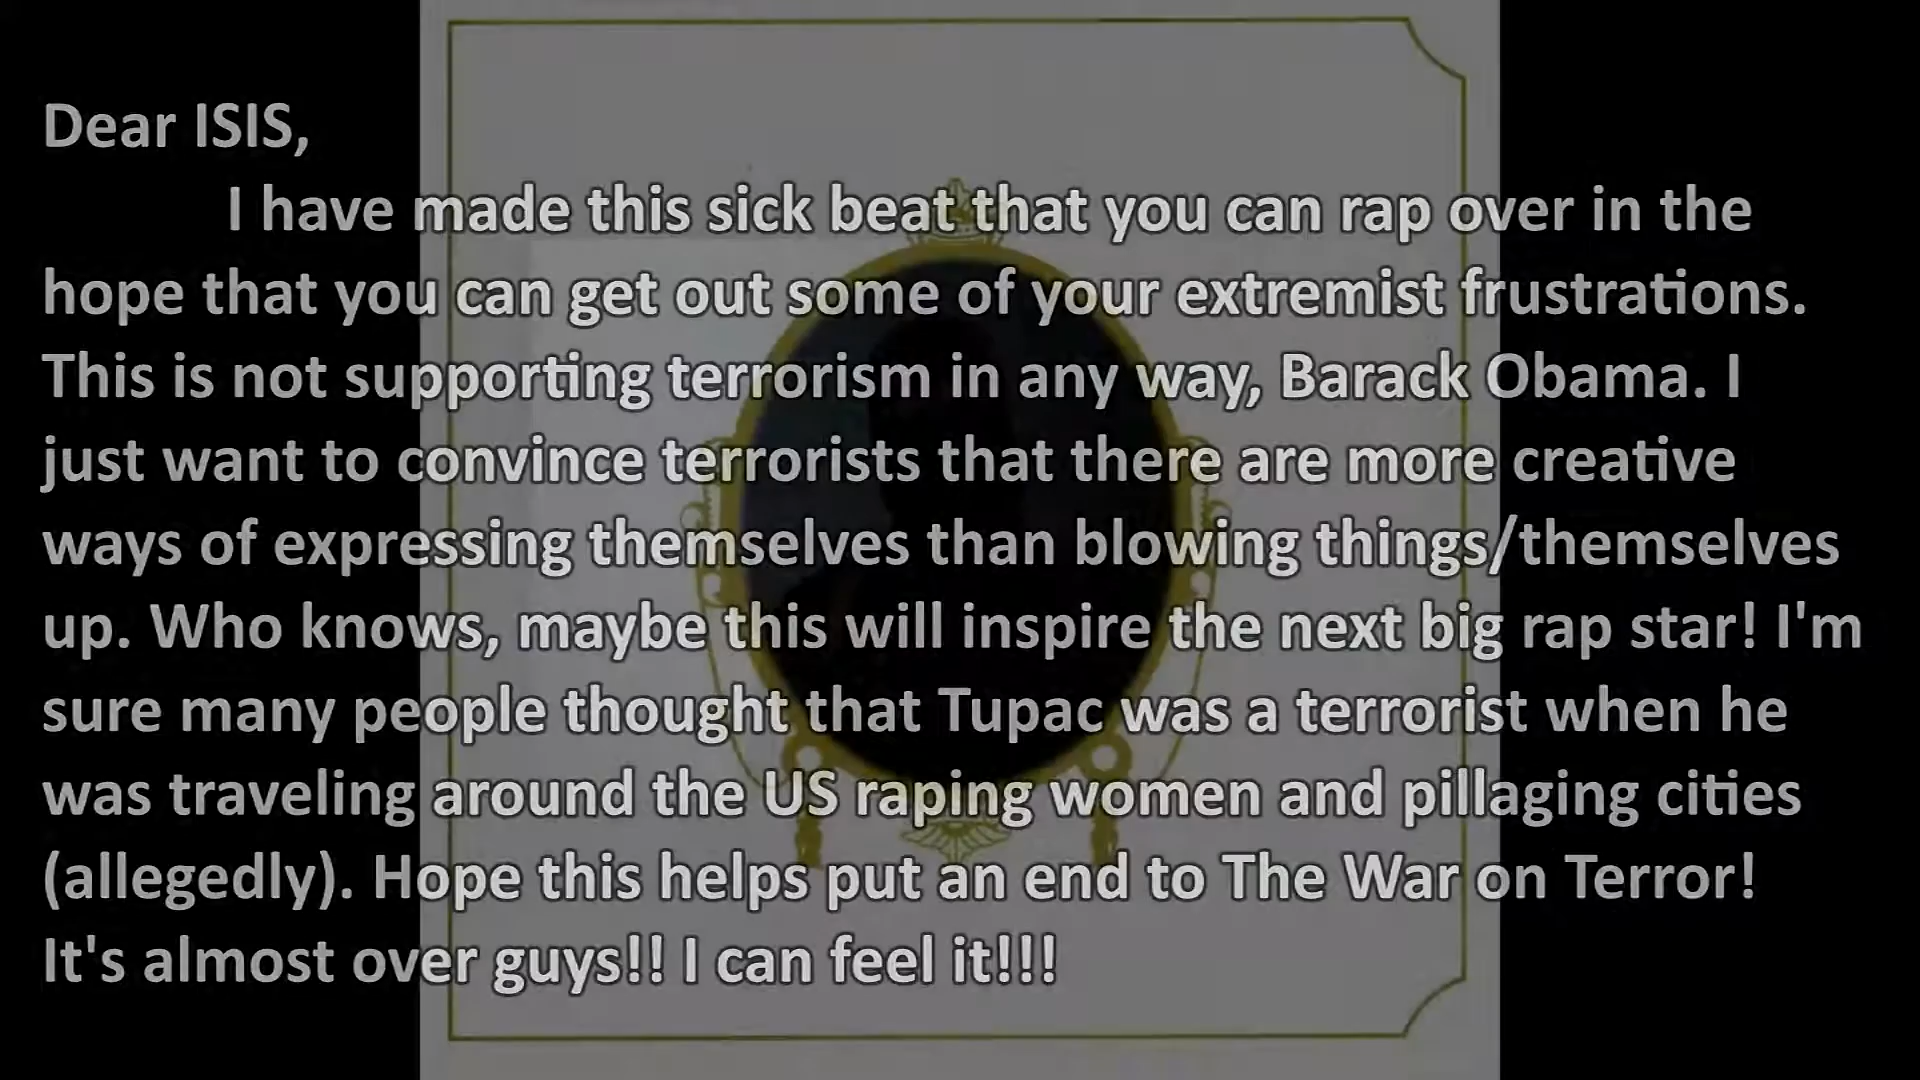 Dear ISIS,
I have made this sick beat that you can rap over in the
hope that you can get out some of your extremist frustrations.
This is not supporting terrorism in any way, Barack Obama. I
just want to convince terrorists that there are more creative
ways of expressing themselves than blowing things/themselves
up. Who knows, maybe this will inspire the next big rap star! I'm
sure many people thought that Tupac was a terrorist when he
was traveling around the US raping women and pillaging cities
(allegedly). Hope this helps put an end to The War on Terror!
It's almost over guys!! I can feel it!!!